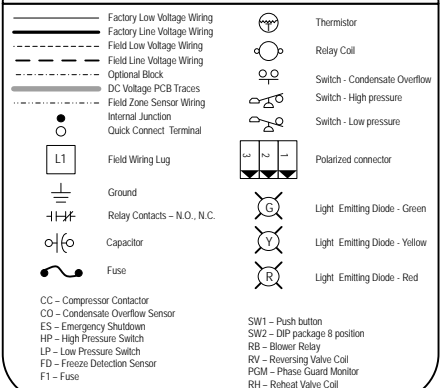 Factory Low Voltage Wiring
Factory Line Voltage Wiring
Field Low Voltage Wiring
Field Line Voltage Wiring
Optional Block
DC Voltage PCB Traces
Field Zone Sensor Wiring
Internal Junction
Quick Connect Terminal
L1
Field Wiring Lug
Ground
Relay Contacts – N.O., N.C.
Capacitor
Fuse
Thermistor
Relay Coil
Switch - Condensate Overflow
Switch - High pressure
Switch - Low pressure
3 2 1
Polarized connector
G
Light Emitting Diode - Green
Y
Light Emitting Diode - Yellow
R
Light Emitting Diode - Red
CC – Compressor Contactor
CO – Condensate Overflow Sensor
ES – Emergency Shutdown
HP – High Pressure Switch
LP – Low Pressure Switch
FD – Freeze Detection Sensor
F1 – Fuse
SW1 – Push button
SW2 – DIP package 8 position
RB – Blower Relay
RV – Reversing Valve Coil
PGM – Phase Guard Monitor
RH – Reheat Valve Coil